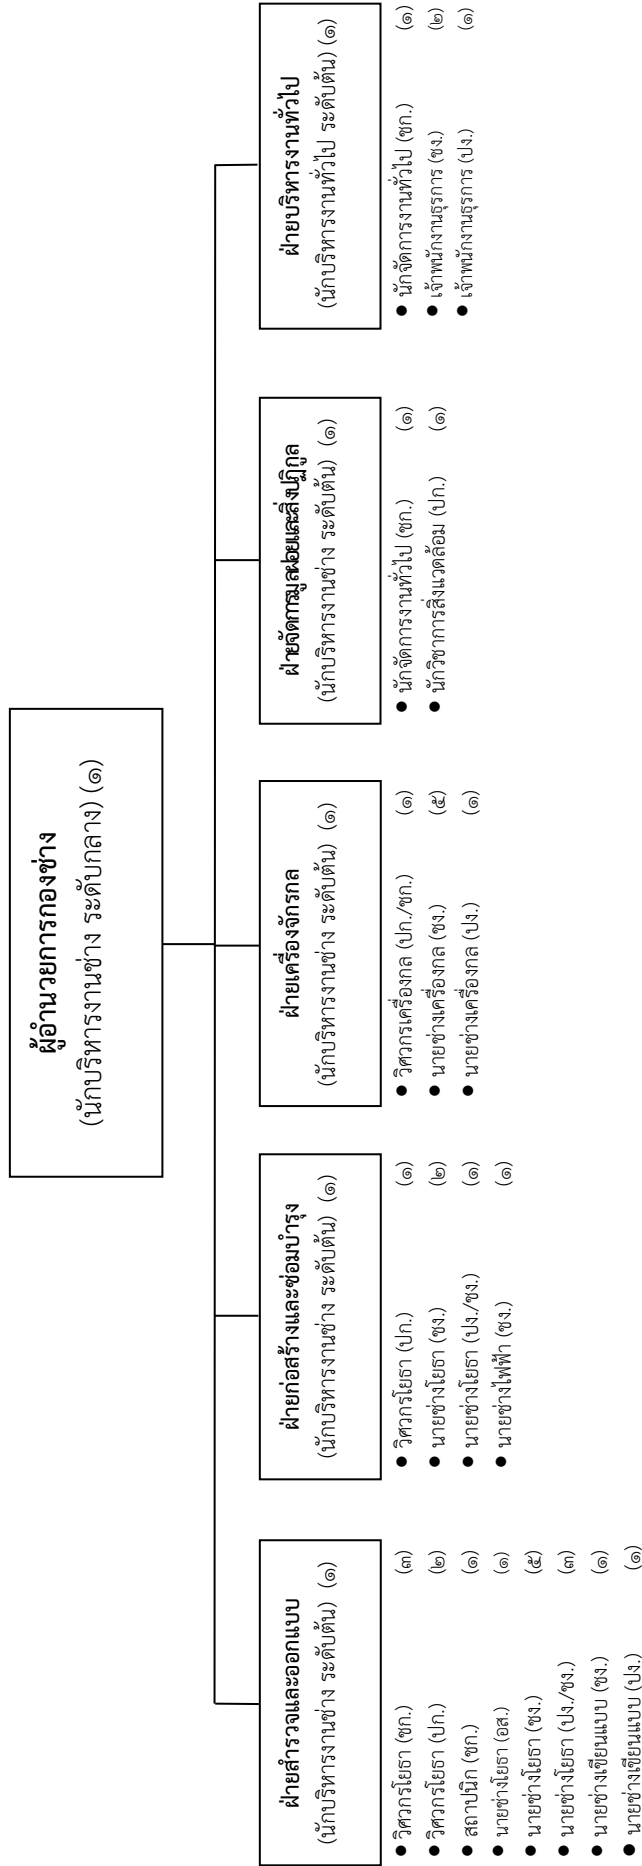 ผู้อำนวยการกองช่าง
(นักบริหารงานช่าง ระดับกลาง) (๑)
ฝ่ายสำรวจและออกแบบ
(นักบริหารงานช่าง ระดับต้น) (๑)
● วิศวกรโยธา (ชก.) (๓)
● วิศวกรโยธา (ปก.) (๒)
● สถาปนิก (ชก.) (๑)
● นายช่างโยธา (อส.) (๑)
● นายช่างโยธา (ชง.) (๕)
● นายช่างโยธา (ปง./ชง.) (๓)
● นายช่างเขียนแบบ (ชง.) (๑)
● นายช่างเขียนแบบ (ปง.) (๑)
ฝ่ายก่อสร้างและซ่อมบำรุง
(นักบริหารงานช่าง ระดับต้น) (๑)
● วิศวกรโยธา (ปก.) (๑)
● นายช่างโยธา (ชง.) (๒)
● นายช่างโยธา (ปง./ชง.) (๑)
● นายช่างไฟฟ้า (ชง.) (๑)
ฝ่ายเครื่องจักรกล
(นักบริหารงานช่าง ระดับต้น) (๑)
● วิศวกรเครื่องกล (ปก./ชก.) (๑)
● นายช่างเครื่องกล (ชง.) (๕)
● นายช่างเครื่องกล (ปง.) (๑)
ฝ่ายจัดการมูลฝอยและสิ่งปฏิกูล
(นักบริหารงานช่าง ระดับต้น) (๑)
● นักจัดการงานทั่วไป (ชก.) (๑)
● นักวิชาการสิ่งแวดล้อม (ปก.) (๑)
ฝ่ายบริหารงานทั่วไป
(นักบริหารงานทั่วไป ระดับต้น) (๑)
● นักจัดการงานทั่วไป (ชก.) (๑)
● เจ้าพนักงานธุรการ (ชง.) (๒)
● เจ้าพนักงานธุรการ (ปง.) (๑)